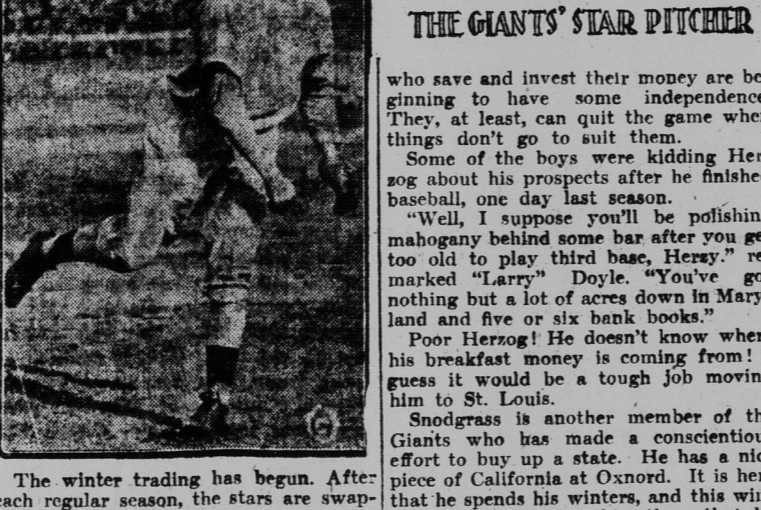 THE GIANTS' STAR PITCHER
The winter trading has begun. After
each regular season, the stars are swap-
who save and invest their money are be
ginning to have some independence
They, at least, can quit the game whe
things don't go to suit them.
Some of the boys were kidding Her
zog about his prospects after he finishe
baseball, one day last season.
"Well, I suppose you'll be polishin
mahogany behind some bar after you ge
too old to play third base, Herzy." re
marked "Larry" Doyle. "You've go
nothing but a lot of acres down in Mary
land and five or six bank books."
Poor Herzog! He doesn't know wher
his breakfast money is coming from!
guess it would be a tough job movin
him to St. Louis.
Snodgrass is another member of th
Giants who has made a conscientiou
effort to buy up a state. He has a nic
piece of California at Oxnord. It is her
that he spends his winters, and this win